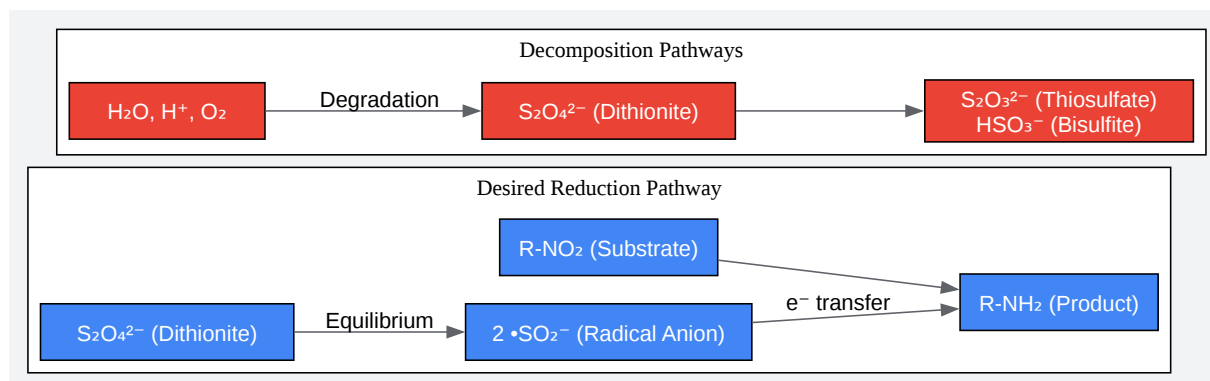 Decomposition Pathways
H₂O, H⁺, O₂
Degradation
S₂O₄²⁻ (Dithionite)
S₂O₃²⁻ (Thiosulfate)
HSO₃⁻ (Bisulfite)
Desired Reduction Pathway
R-NO₂ (Substrate)
S₂O₄²⁻ (Dithionite)
Equilibrium
2 •SO₂⁻ (Radical Anion)
e⁻ transfer
R-NH₂ (Product)